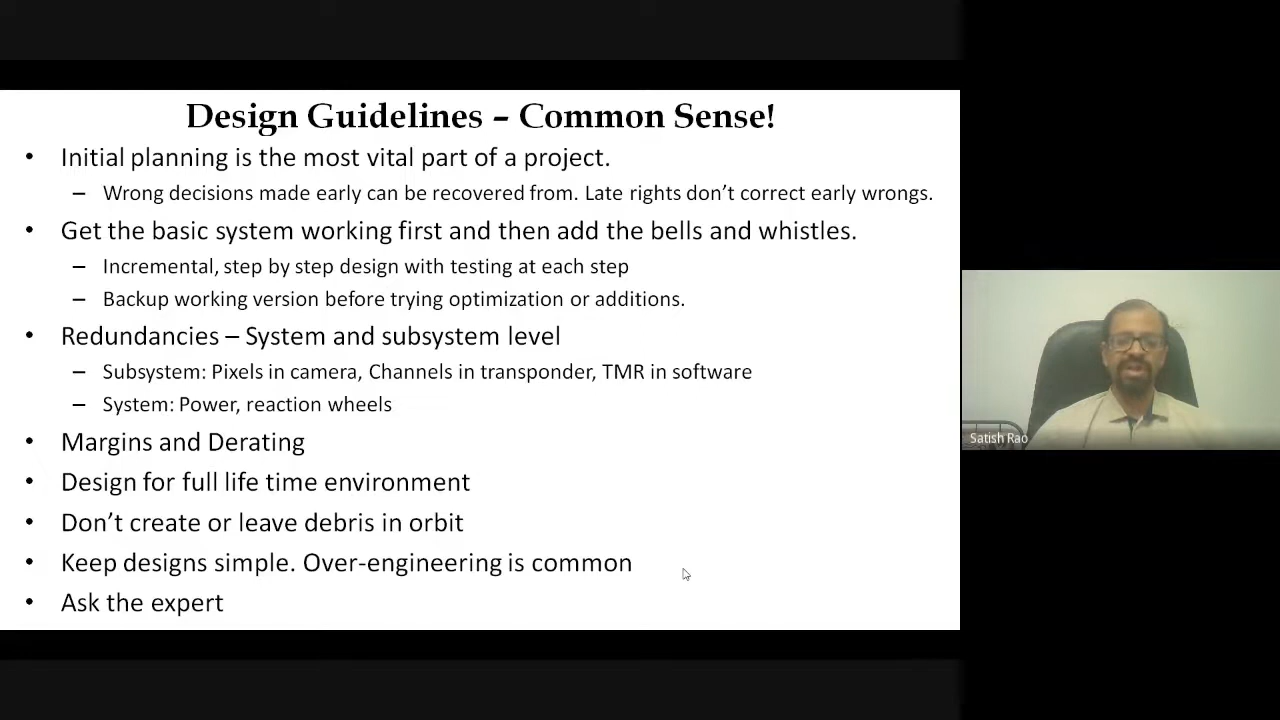 Design Guidelines – Common Sense!
• Initial planning is the most vital part of a project.
– Wrong decisions made early can be recovered from. Late rights don’t correct early wrongs.
• Get the basic system working first and then add the bells and whistles.
– Incremental, step by step design with testing at each step
– Backup working version before trying optimization or additions.
• Redundancies – System and subsystem level
– Subsystem: Pixels in camera, Channels in transponder, TMR in software
– System: Power, reaction wheels
• Margins and Derating
• Design for full life time environment
• Don’t create or leave debris in orbit
• Keep designs simple. Over-engineering is common
• Ask the expert
Satish Rao